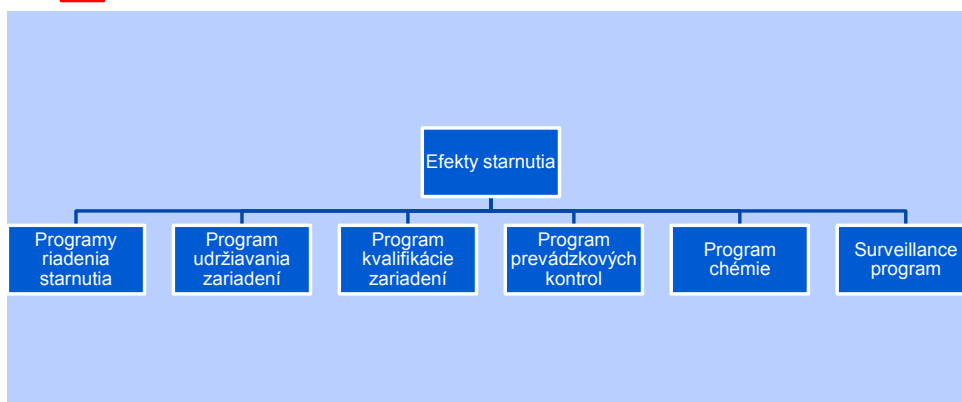 Efekty starnutia
Programy
riadenia
starnutia
Program
udržiavania
zariadení
Program
kvalifikácie
zariadení
Program
prevádzkových
kontrol
Program
chémie
Surveillance
program